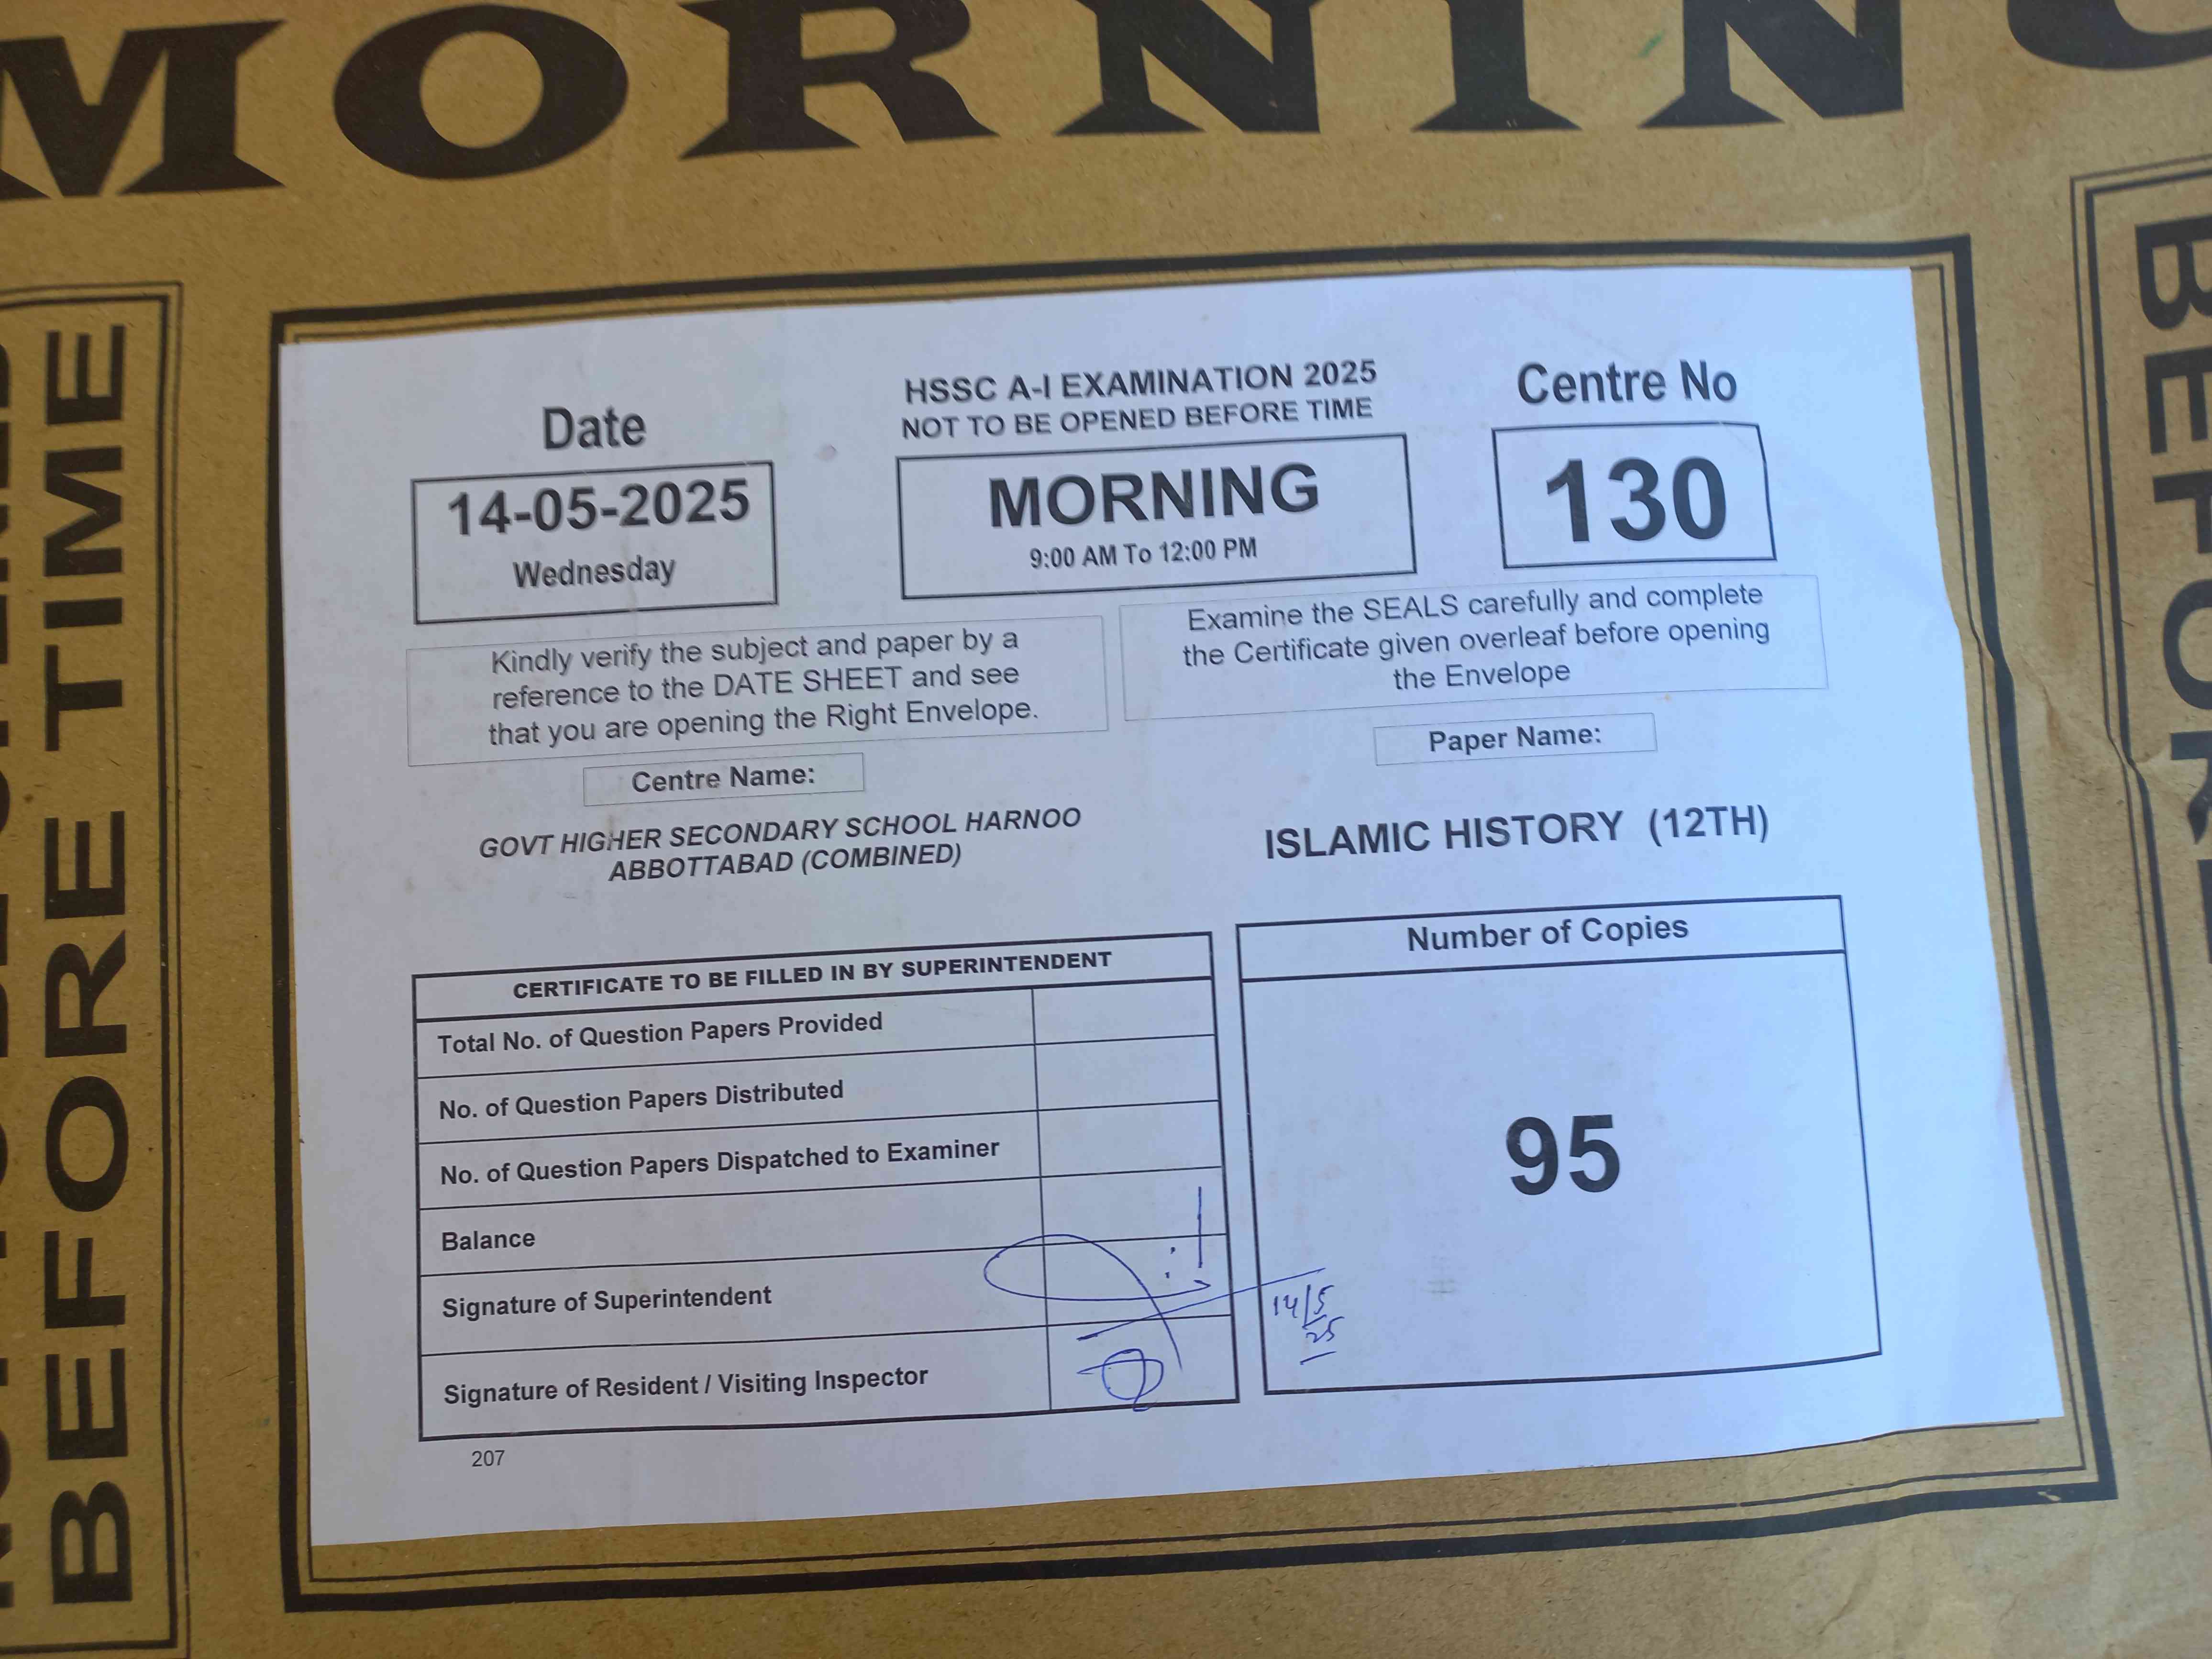 MORNING
BEFORE TIME
BEFORE
Date
14-05-2025
Wednesday
HSSC A-I EXAMINATION 2025
NOT TO BE OPENED BEFORE TIME
MORNING
9:00 AM To 12:00 PM
Centre No
130
Kindly verify the subject and paper by a
reference to the DATE SHEET and see
that you are opening the Right Envelope.
Examine the SEALS carefully and complete
the Certificate given overleaf before opening
the Envelope
Centre Name:
GOVT HIGHER SECONDARY SCHOOL HARNOO
ABBOTTABAD (COMBINED)
Paper Name:
ISLAMIC HISTORY (12TH)
CERTIFICATE TO BE FILLED IN BY SUPERINTENDENT
Total No. of Question Papers Provided
No. of Question Papers Distributed
No. of Question Papers Dispatched to Examiner
Balance
Signature of Superintendent
Signature of Resident / Visiting Inspector
Number of Copies
95
14/5
25
207